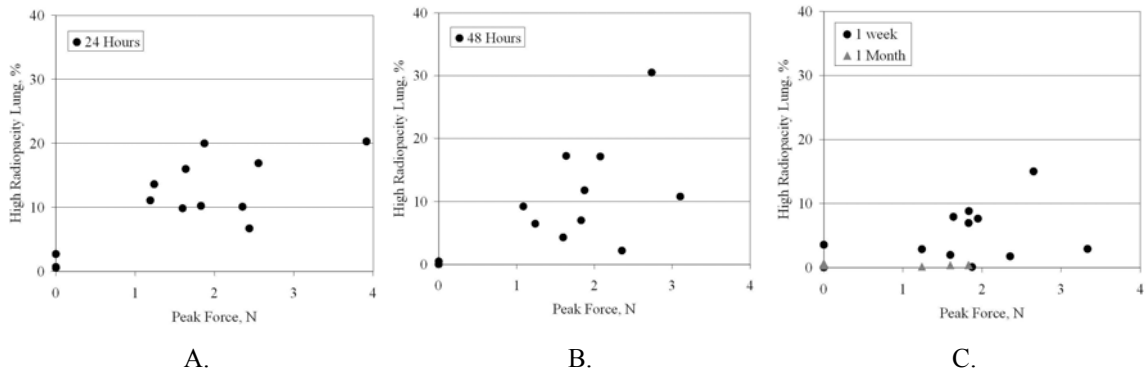 24 Hours
High Radiopacity Lung, %
40
30
20
10
0
0 1 2 3 4
Peak Force, N
A.
48 Hours
High Radiopacity Lung, %
40
30
20
10
0
0 1 2 3 4
Peak Force, N
B.
1 week
1 Month
High Radiopacity Lung, %
40
30
20
10
0
0 1 2 3 4
Peak Force, N
C.